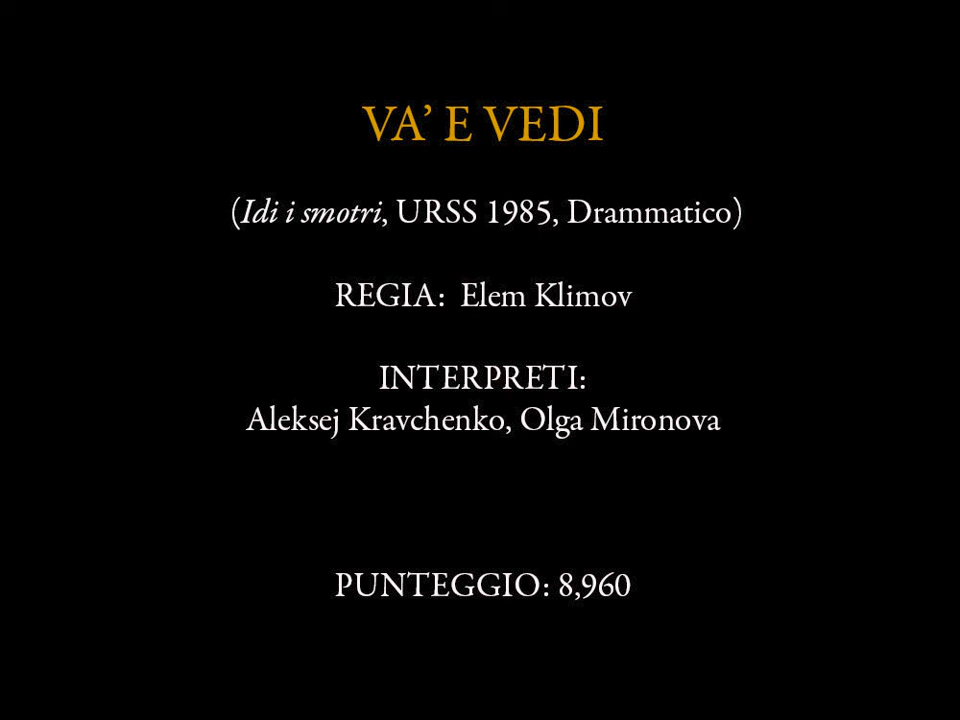 VA’ E VEDI
(Idi i smotri, URSS 1985, Drammatico)
REGIA: Elem Klimov
INTERPRETI:
Aleksej Kravchenko, Olga Mironova
PUNTEGGIO: 8,960